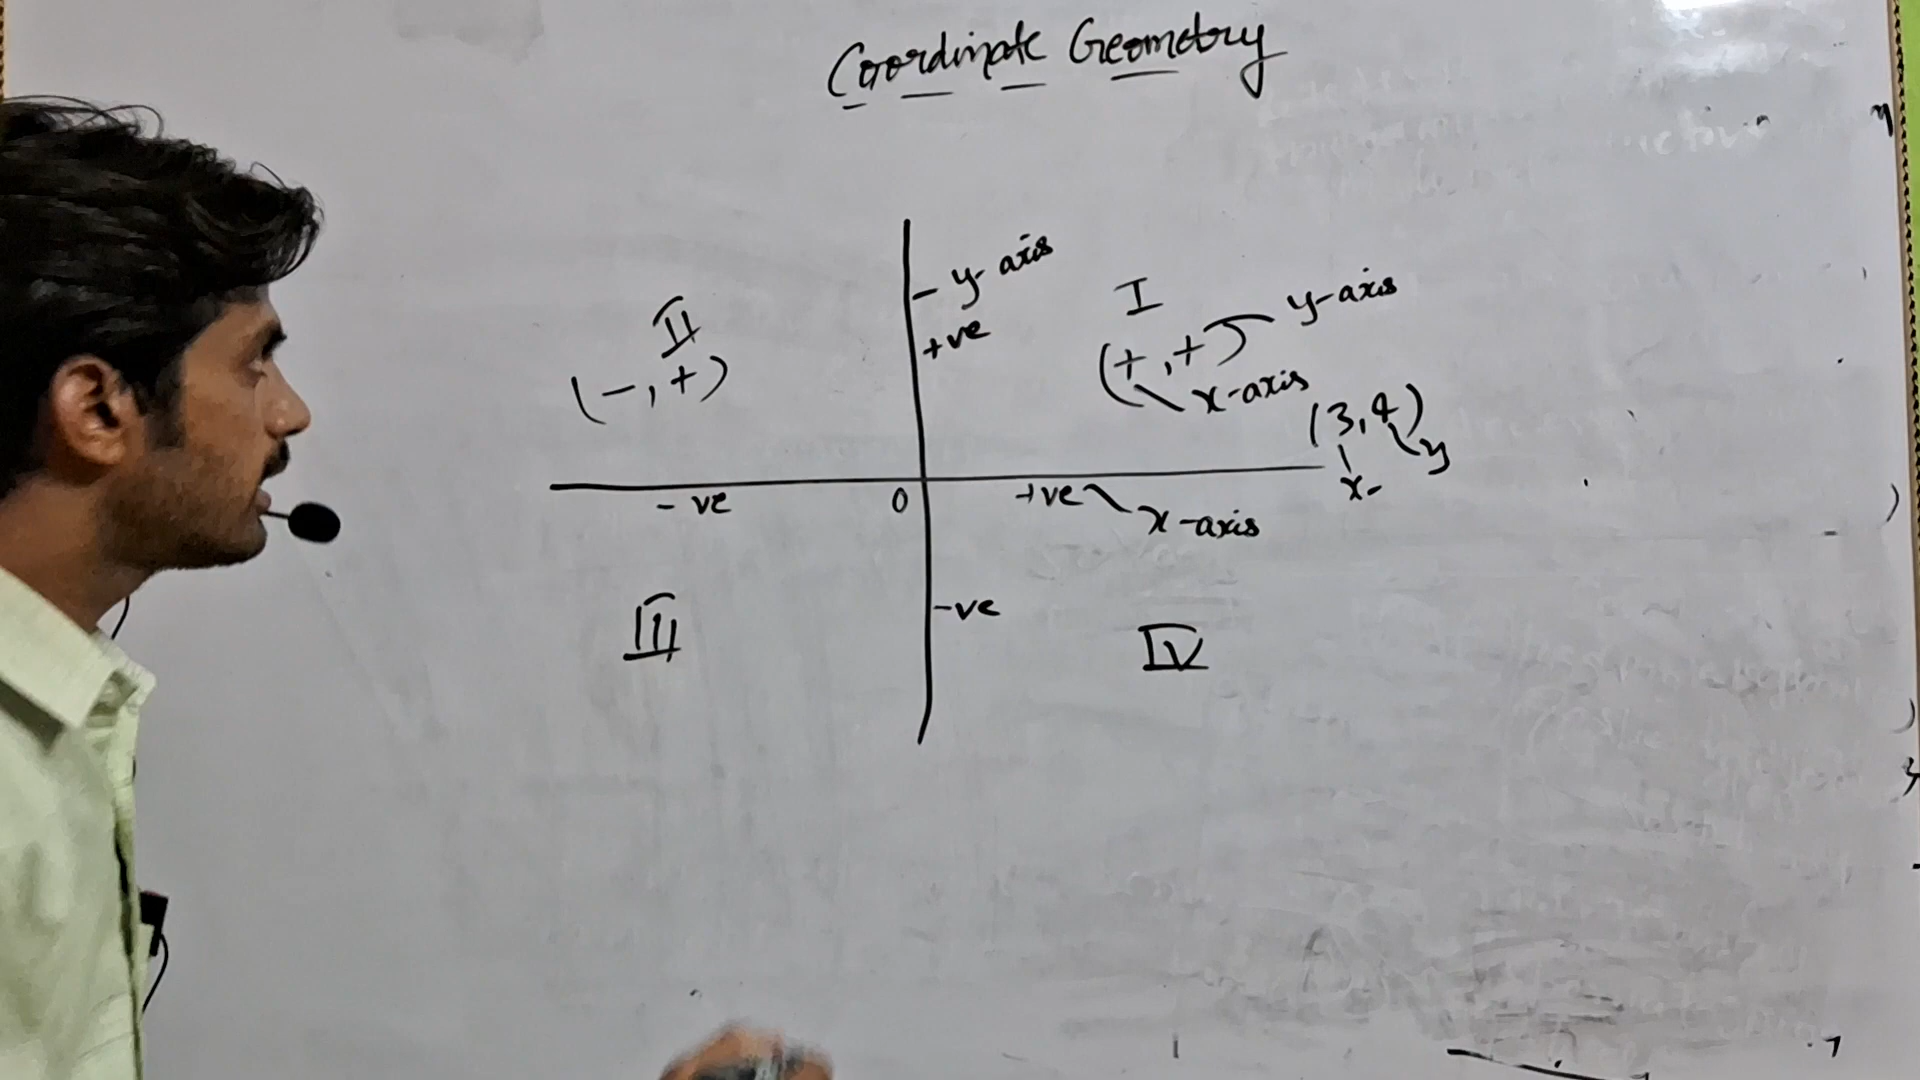 Coordinate Geometry
- y-axis
+ve
I
(+,+) y-axis
x-axis
(3,4)
y
x-
II
(-,+)
-ve
0
+ve
x-axis
-ve
III
IV